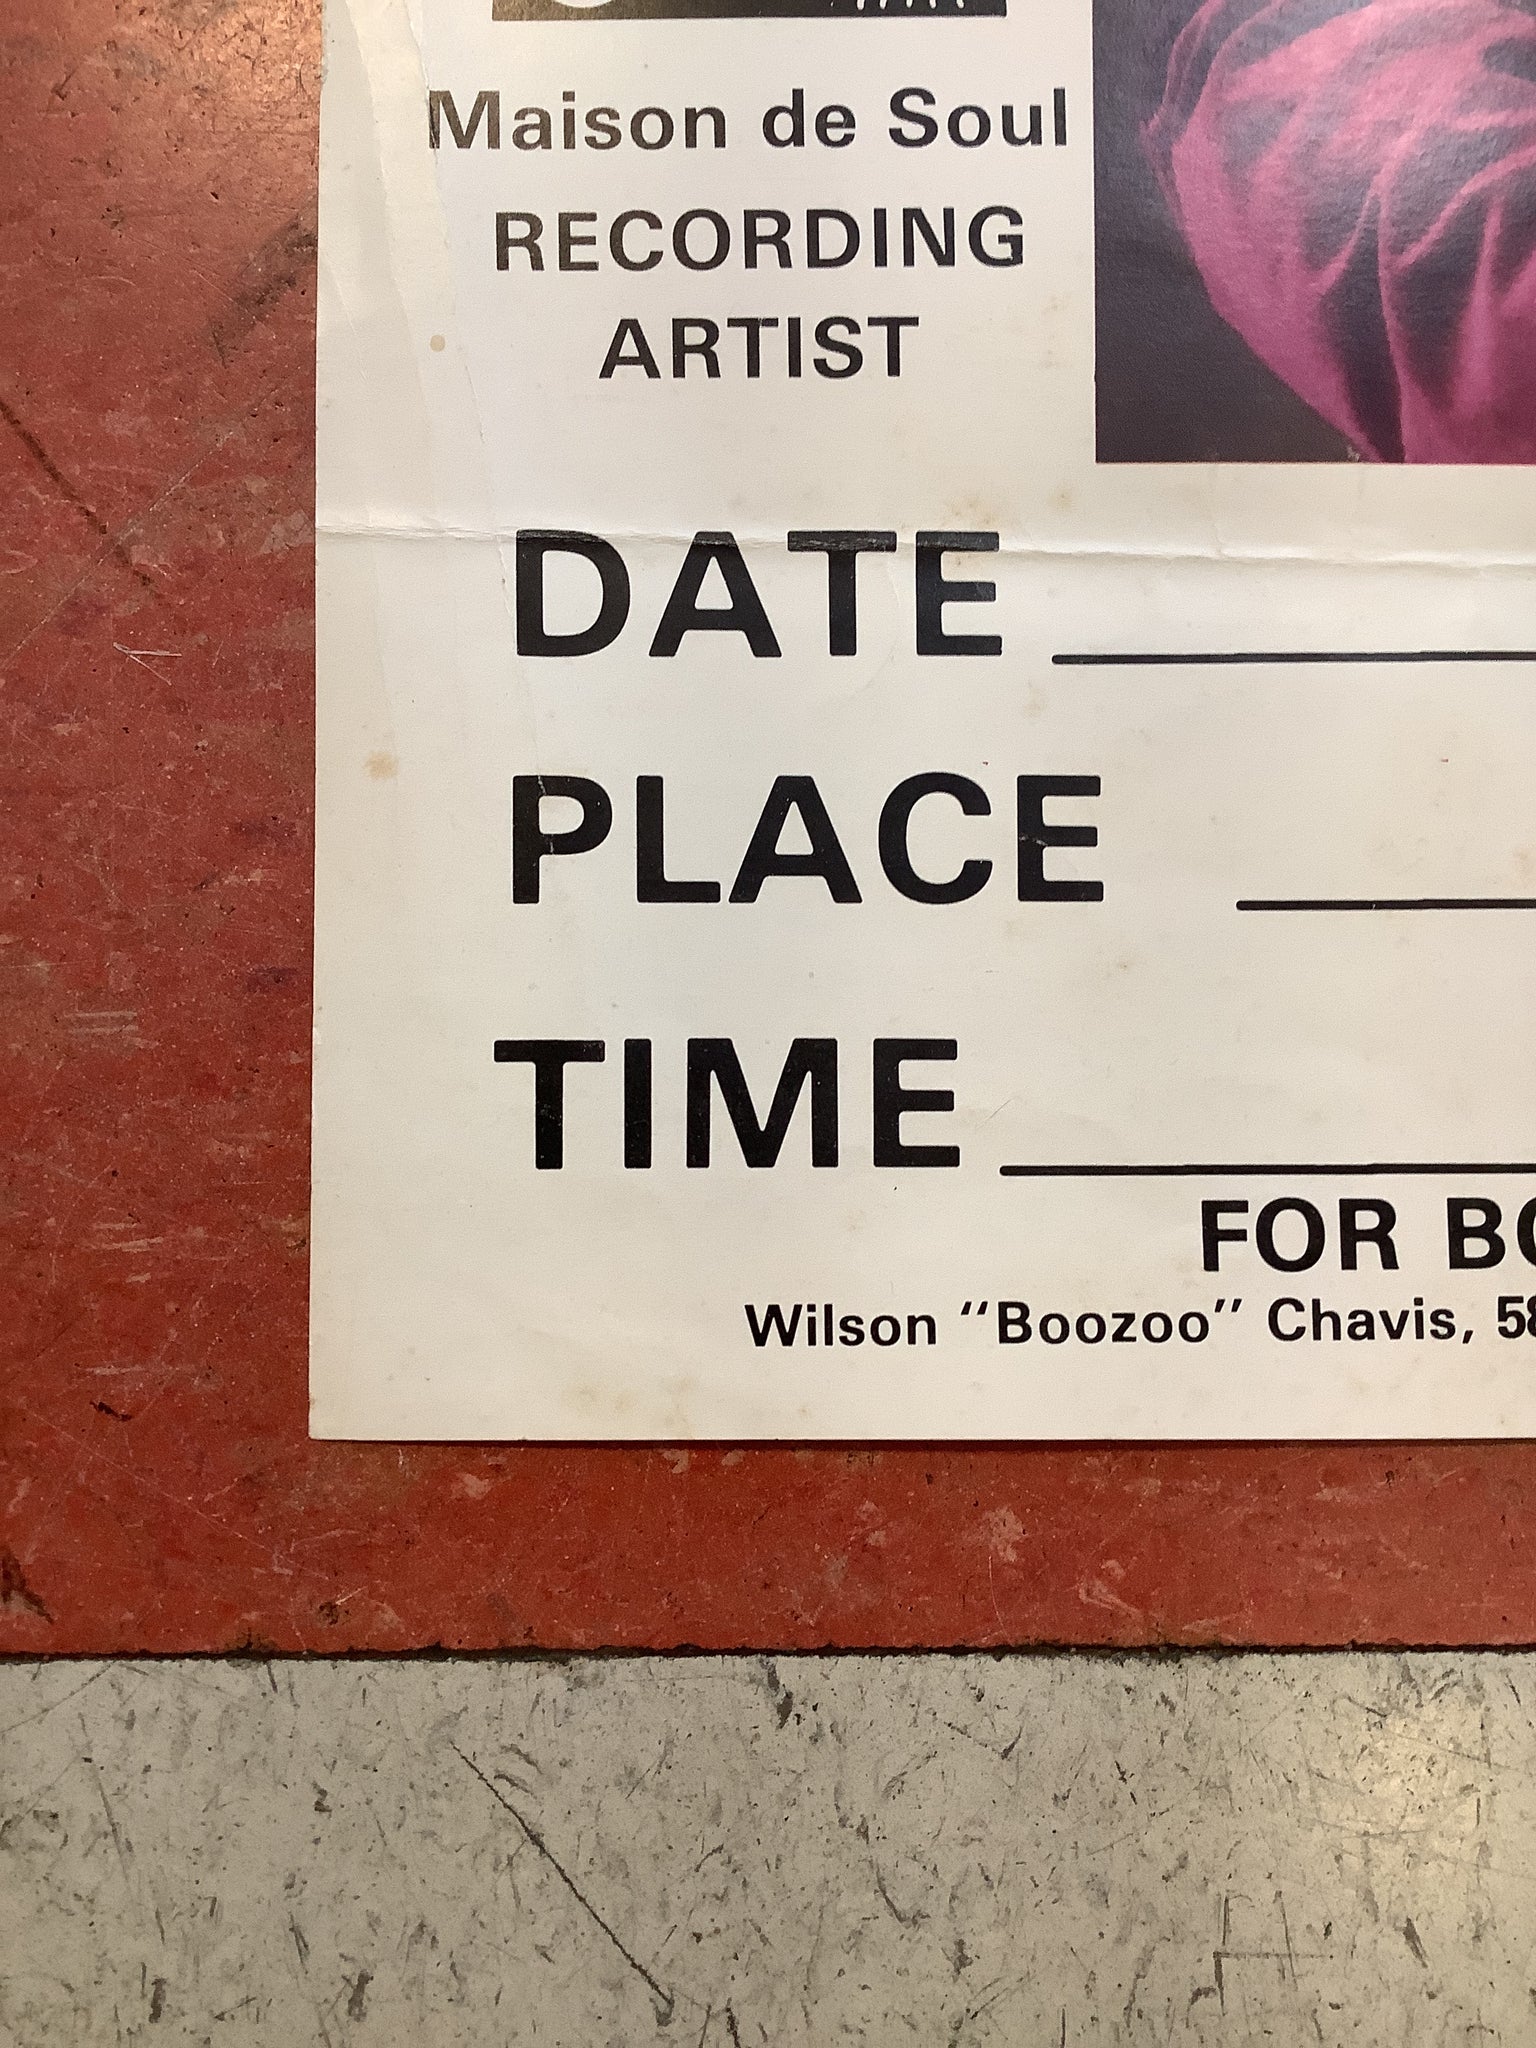 Maison de Soul
RECORDING
ARTIST
DATE
PLACE
TIME
FOR
Wilson "Boozoo" Chavis,